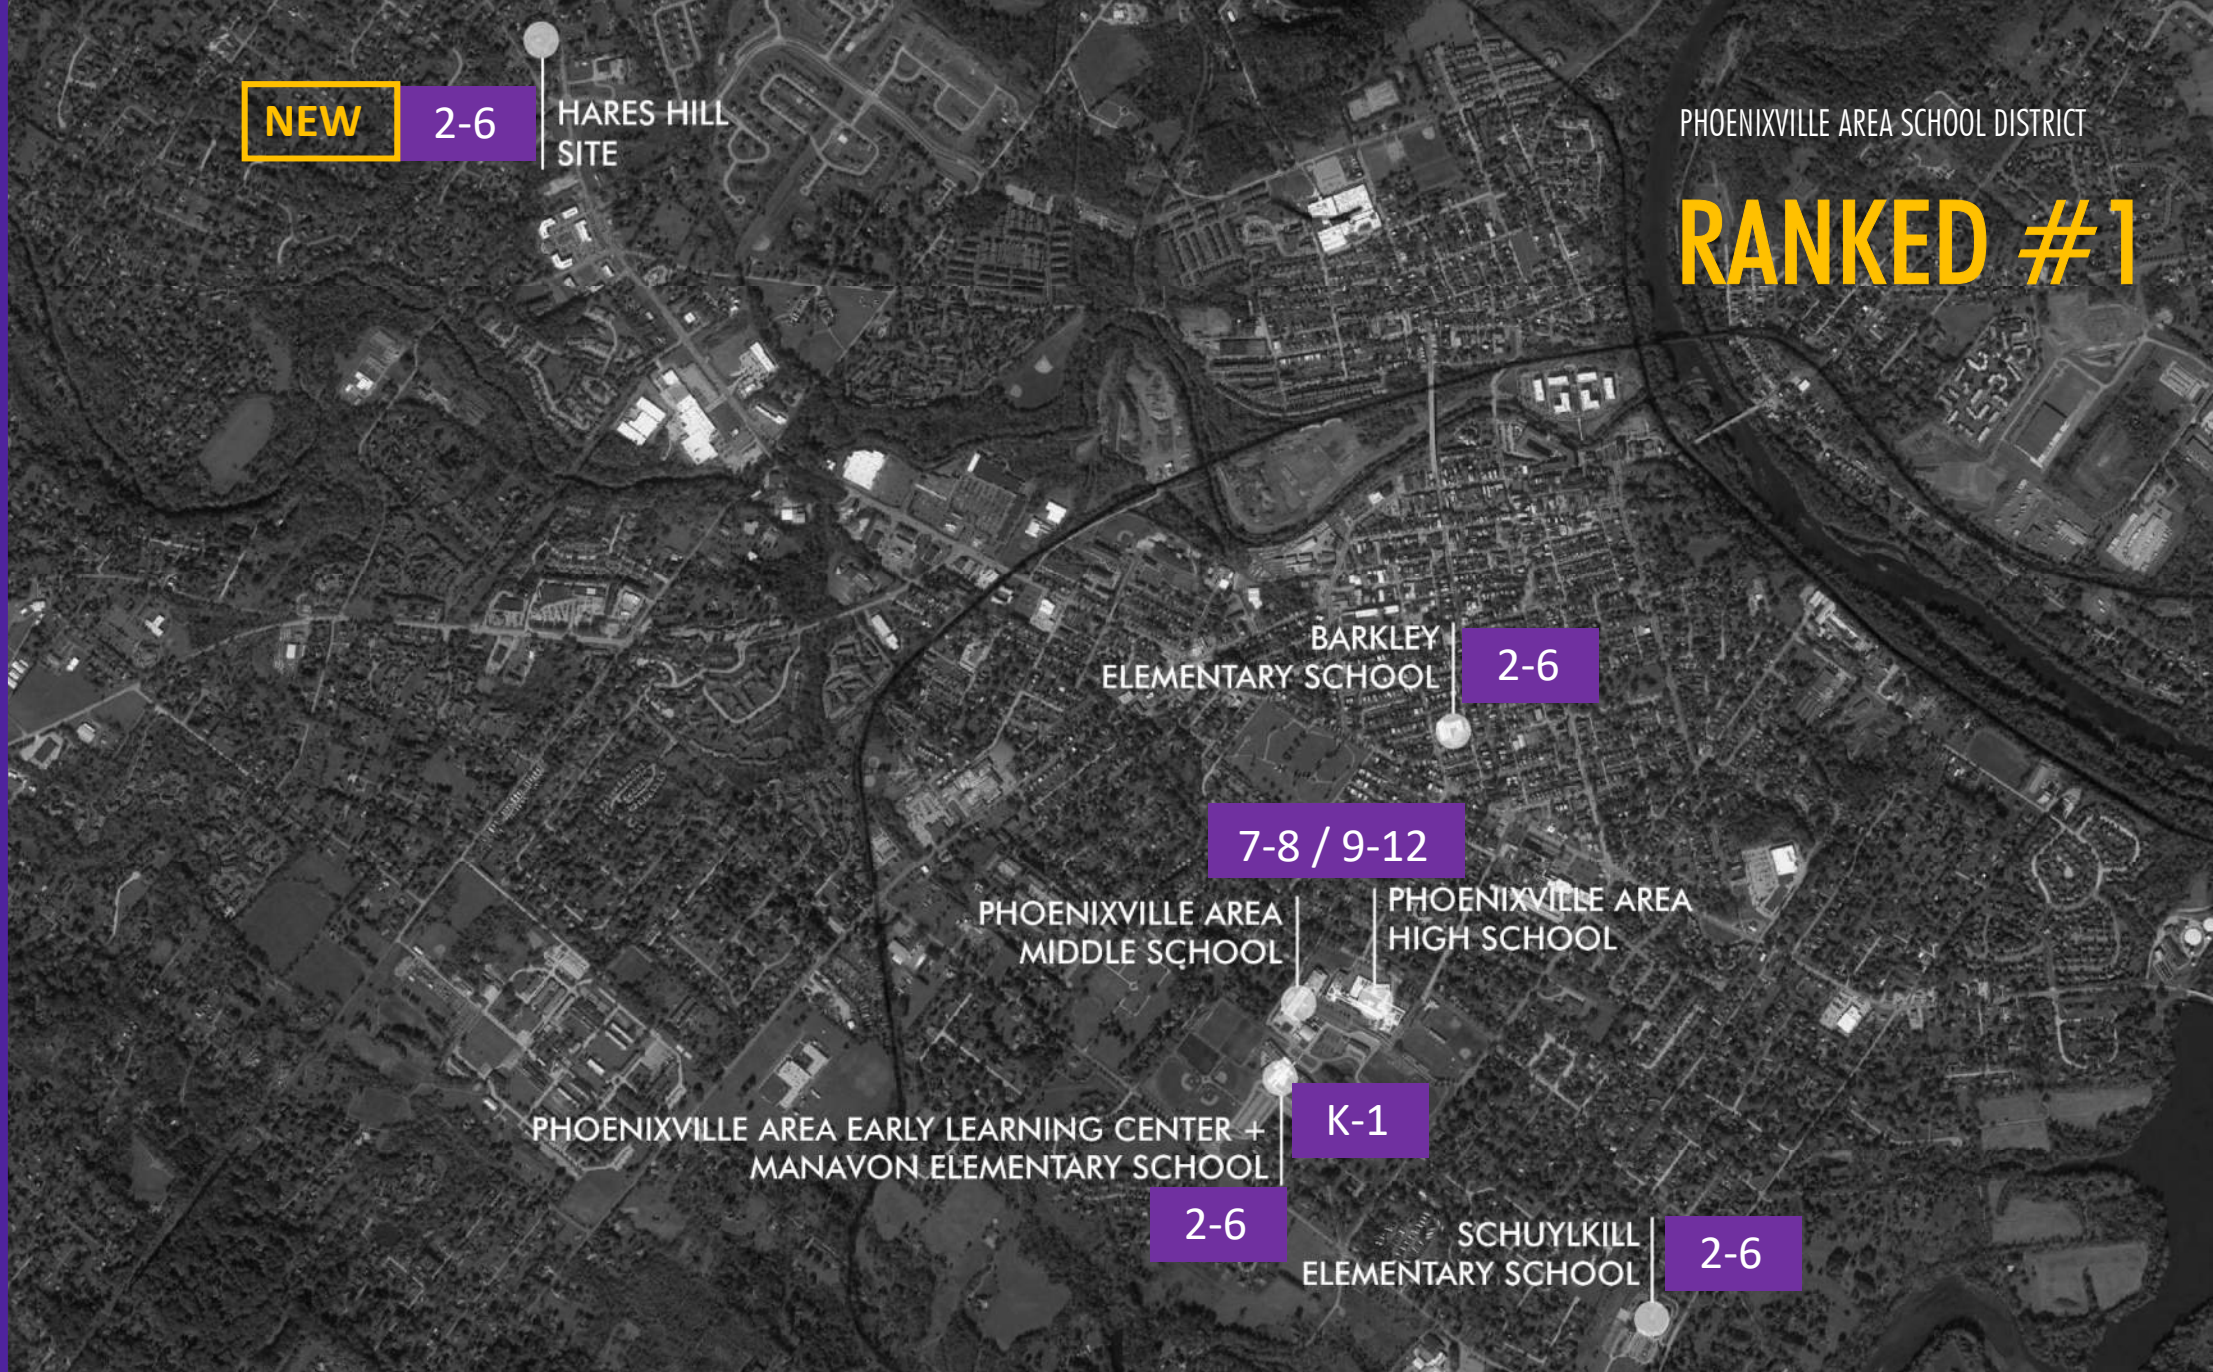 NEW
2-6
HARES HILL
SITE
PHOENIXVILLE AREA SCHOOL DISTRICT
RANKED #1
BARKLEY
ELEMENTARY SCHOOL
2-6
7-8 / 9-12
PHOENIXVILLE AREA
MIDDLE SCHOOL
PHOENIXVILLE AREA
HIGH SCHOOL
K-1
PHOENIXVILLE AREA EARLY LEARNING CENTER +
MANAVON ELEMENTARY SCHOOL
2-6
SCHUYLKILL
ELEMENTARY SCHOOL
2-6